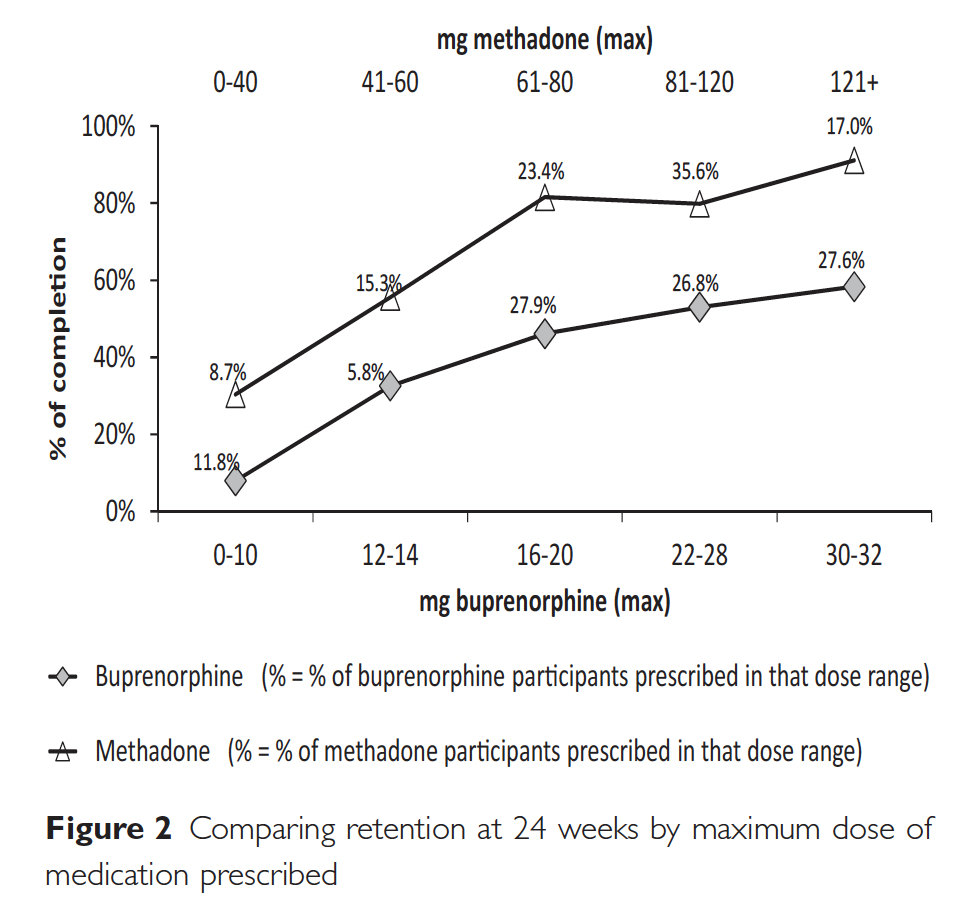 mg methadone (max)
0-40 41-60 61-80 81-120 121+
100%
80%
60%
40%
20%
0%
% of completion
8.7%
15.3%
23.4%
35.6%
17.0%
11.8%
5.8%
27.9%
26.8%
27.6%
0-10 12-14 16-20 22-28 30-32
mg buprenorphine (max)
Buprenorphine (% = % of buprenorphine participants prescribed in that dose range)
Methadone (% = % of methadone participants prescribed in that dose range)
Figure 2 Comparing retention at 24 weeks by maximum dose of
medication prescribed